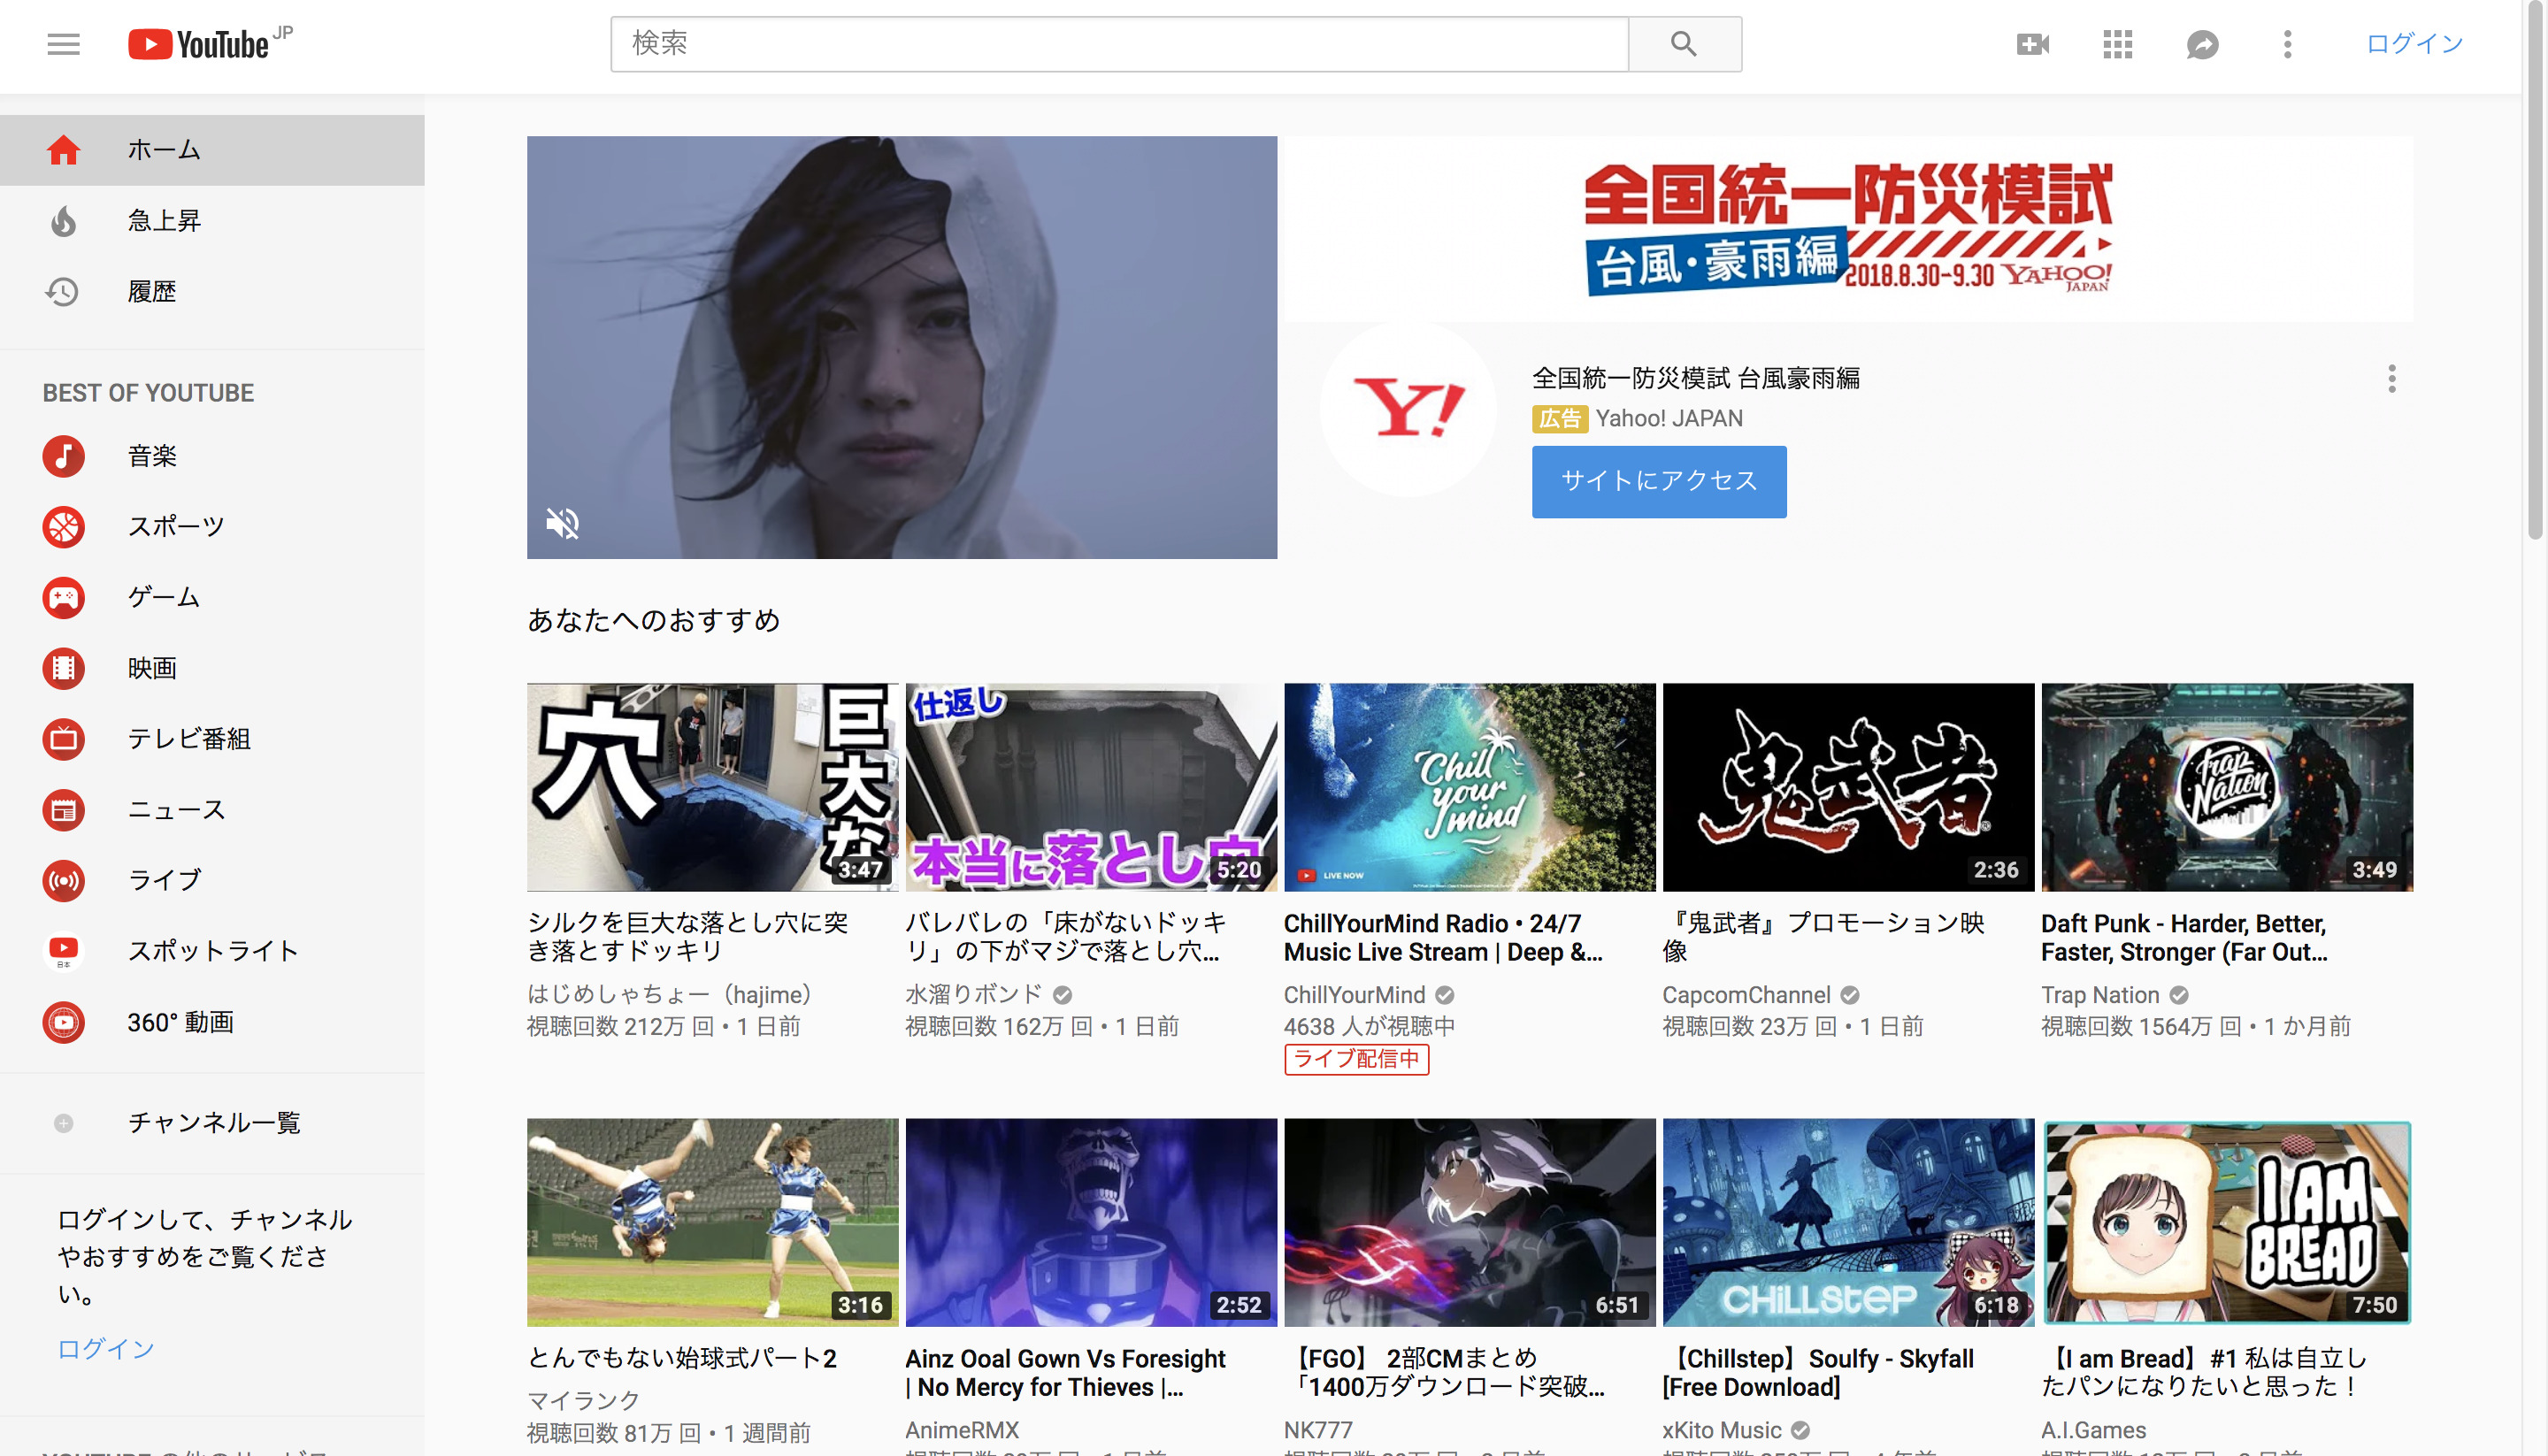 YouTube JP
検索
ログイン
ホーム
急上昇
履歴
BEST OF YOUTUBE
音楽
スポーツ
ゲーム
映画
テレビ番組
ニュース
ライブ
日本
スポットライト
360° 動画
チャンネル一覧
ログインして、チャンネル
やおすすめをご覧くださ
い。
ログイン
全国統一防災模試
台風・豪雨編
2018.8.30-9.30 YAHOO!
JAPAN
Y!
全国統一防災模試 台風豪雨編
広告 Yahoo! JAPAN
サイトにアクセス
あなたへのおすすめ
穴
巨大な
3:47
シルクを巨大な落とし穴に突
き落とすドッキリ
はじめしゃちょー（hajime）
視聴回数 212万 回・1 日前
仕返し
本当に落とし穴
5:20
バレバレの「床がないドッキ
リ」の下がマジで落とし穴...
水溜りボンド
視聴回数 162万 回・1 日前
Chill
your
mind
LIVE NOW
ChillYourMind Radio • 24/7
Music Live Stream | Deep &...
ChillYourMind
4638 人が視聴中
ライブ配信中
鬼武者
2:36
『鬼武者』プロモーション映
像
CapcomChannel
視聴回数 23万 回・1 日前
Trap
Nation
3:49
Daft Punk - Harder, Better,
Faster, Stronger (Far Out...
Trap Nation
視聴回数 1564万 回・1 か月前
3:16
とんでもない始球式パート2
マイランク
視聴回数 81万 回・1 週間前
2:52
Ainz Ooal Gown Vs Foresight
| No Mercy for Thieves |...
AnimeRMX
6:51
【FGO】 2部CMまとめ
「1400万ダウンロード突破...
NK777
CHILLSTEP
6:18
【Chillstep】Soulfy - Skyfall
[Free Download]
xKito Music
I AM
BREAD
7:50
【I am Bread】#1 私は自立し
たパンになりたいと思った！
A.I.Games